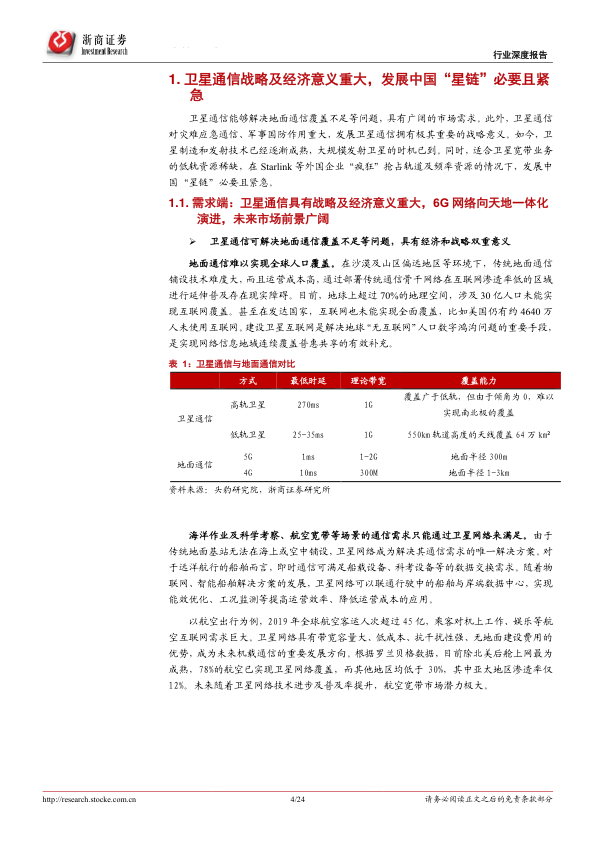 浙商证券
Investment Research
行业深度报告
1. 卫星通信战略及经济意义重大，发展中国“星链”必要且紧
急
卫星通信能够解决地面通信覆盖不足等问题，具有广阔的市场需求。此外，卫星通信
对灾难应急通信、军事国防作用重大，发展卫星通信拥有极其重要的战略意义。如今，卫
星制造和发射技术已经逐渐成熟，大规模发射卫星的时机已到。同时，适合卫星宽带业务
的低轨资源稀缺，在 Starlink 等外国企业“疯狂”抢占轨道及频率资源的情况下，发展中
国“星链”必要且紧急。
1.1. 需求端：卫星通信具有战略及经济意义重大，6G 网络向天地一体化
演进，未来市场前景广阔
➢ 卫星通信可解决地面通信覆盖不足等问题，具有经济和战略双重意义
地面通信难以实现全球人口覆盖。在沙漠及山区偏远地区等环境下，传统地面通信
铺设技术难度大，而且运营成本高，通过部署传统通信骨干网络在互联网渗透率低的区域
进行延伸普及存在现实障碍。目前，地球上超过 70%的地理空间，涉及 30 亿人口未能实
现互联网覆盖。甚至在发达国家，互联网也未能实现全面覆盖，比如美国仍有约 4640 万
人未使用互联网。建设卫星互联网是解决地球“无互联网”人口数字鸿沟问题的重要手段，
是实现网络信息地域连续覆盖普惠共享的有效补充。
表 1：卫星通信与地面通信对比
方式 最低时延 理论带宽 覆盖能力
卫星通信 高轨卫星 270ms 1G 覆盖广于低轨，但由于倾角为 0，难以
实现南北极的覆盖
低轨卫星 25-35ms 1G 550km 轨道高度的天线覆盖 64 万 km²
地面通信 5G 1ms 1-2G 地面半径 300m
4G 10ms 300M 地面半径 1-3km
资料来源：头豹研究院，浙商证券研究所
海洋作业及科学考察、航空宽带等场景的通信需求只能通过卫星网络来满足。由于
传统地面基站无法在海上或空中铺设，卫星网络成为解决其通信需求的唯一解决方案。对
于远洋航行的船舶而言，即时通信可满足船载设备、科考设备等的数据交换需求。随着物
联网、智能船舶解决方案的发展，卫星网络可以联通行驶中的船舶与岸端数据中心，实现
能效优化、工况监测等提高运营效率、降低运营成本的应用。
以航空出行为例，2019 年全球航空客运人次超过 45 亿，乘客对机上工作，娱乐等航
空互联网需求巨大。卫星网络具有带宽容量大、低成本、抗干扰性强、无地面建设费用的
优势，成为未来机载通信的重要发展方向。根据罗兰贝格数据，目前除北美后舱上网最为
成熟，78%的航空已实现卫星网络覆盖，而其他地区均低于 30%，其中亚太地区渗透率仅
12%。未来随着卫星网络技术进步及普及率提升，航空宽带市场潜力极大。
http://research.stocke.com.cn 4/24 请务必阅读正文之后的免责条款部分